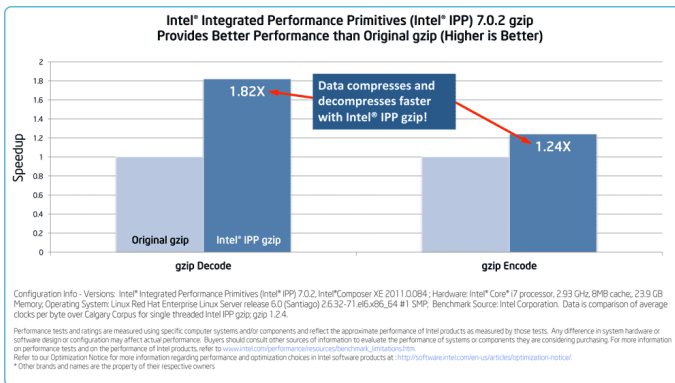 Intel® Integrated Performance Primitives (Intel® IPP) 7.0.2 gzip
Provides Better Performance than Original gzip (Higher is Better)
2
1.8
1.6
1.4
1.2
1
0.8
0.6
0.4
0.2
0
Speedup
1.82X
Data compresses and
decompresses faster
with Intel® IPP gzip!
1.24X
Original gzip
Intel® IPP gzip
gzip Decode
gzip Encode
Configuration Info - Versions: Intel® Integrated Performance Primitives (Intel® IPP) 7.0.2, Intel®Composer XE 2011.0.084 ; Hardware: Intel® Core® i7 processor, 2.93 GHz, 8MB cache;, 23.9 GB
Memory; Operating System: Linux Red Hat Enterprise Linux Server release 6.0 (Santiago) 2.6.32-71.el6.x86_64 #1 SMP; Benchmark Source: Intel Corporation. Data is comparison of average
clocks per byte over Calgary Corpus for single threaded Intel IPP gzip; gzip 1.2.4.
Performance tests and ratings are measured using specific computer systems and/or components and reflect the approximate performance of Intel products as measured by those tests. Any difference in system hardware or
software design or configuration may affect actual performance. Buyers should consult other sources of information to evaluate the performance of systems or components they are considering purchasing. For more information
on performance tests and on the performance of Intel products, refer to www.intel.com/performance/resources/benchmark_limitations.htm.
Refer to our Optimization Notice for more information regarding performance and optimization choices in Intel software products at : http://software.intel.com/en-us/articles/optimization-notice/.
* Other brands and names are the property of their respective owners